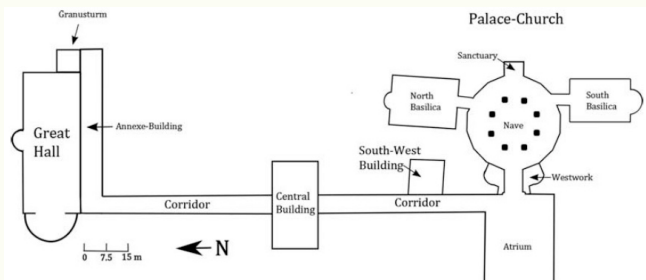 Granusturm
Palace-Church
Sanctuary
North
Basilica
South
Basilica
Great
Hall
Annexe-Building
Nave
South-West
Building
Westwork
Corridor
Central
Building
Corridor
N
0 7.5 15 m
Atrium